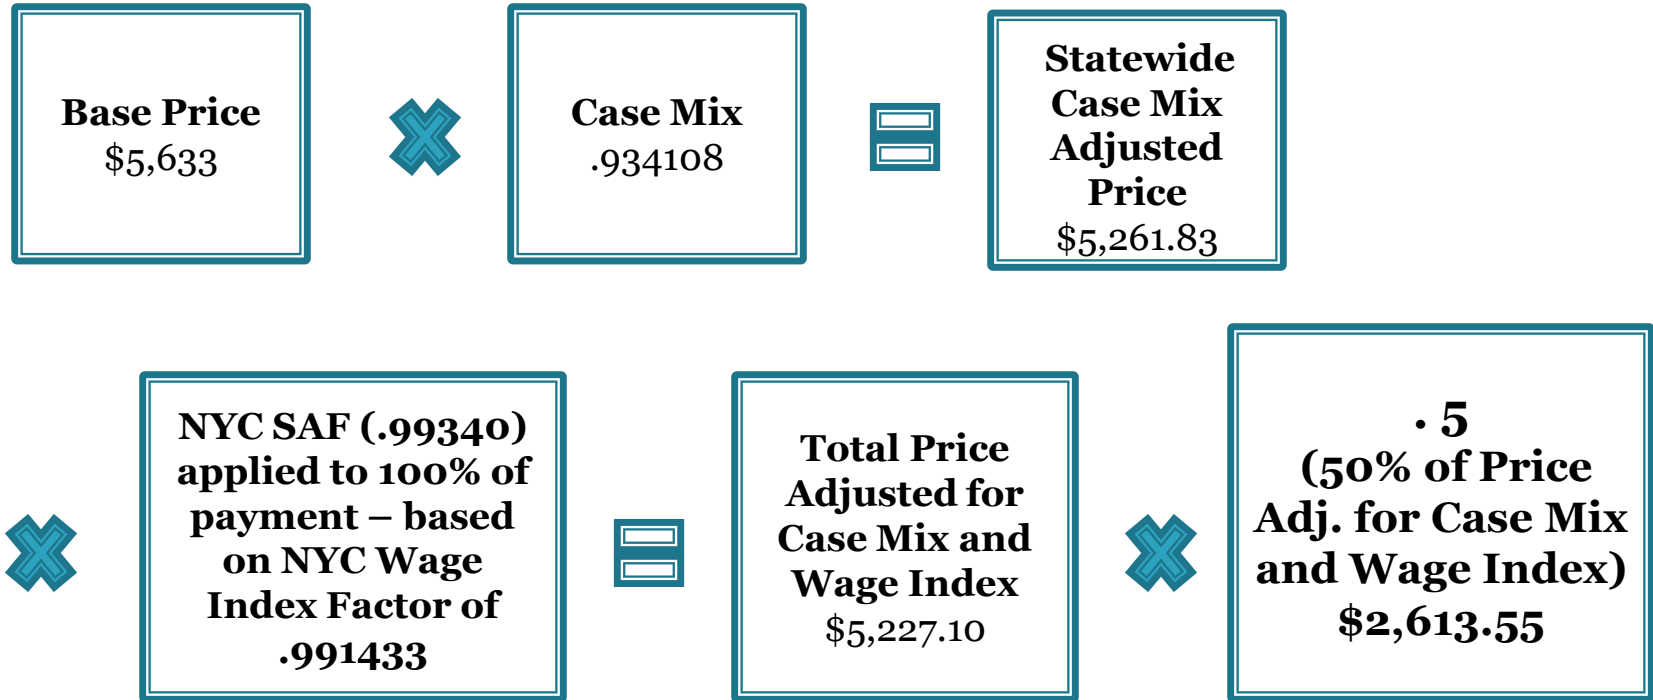 Base Price
$5,633
Case Mix
.934108
Statewide
Case Mix
Adjusted
Price
$5,261.83
NYC SAF (.99340)
applied to 100% of
payment – based
on NYC Wage
Index Factor of
.991433
Total Price
Adjusted for
Case Mix and
Wage Index
$5,227.10
. 5
(50% of Price
Adj. for Case Mix
and Wage Index)
$2,613.55